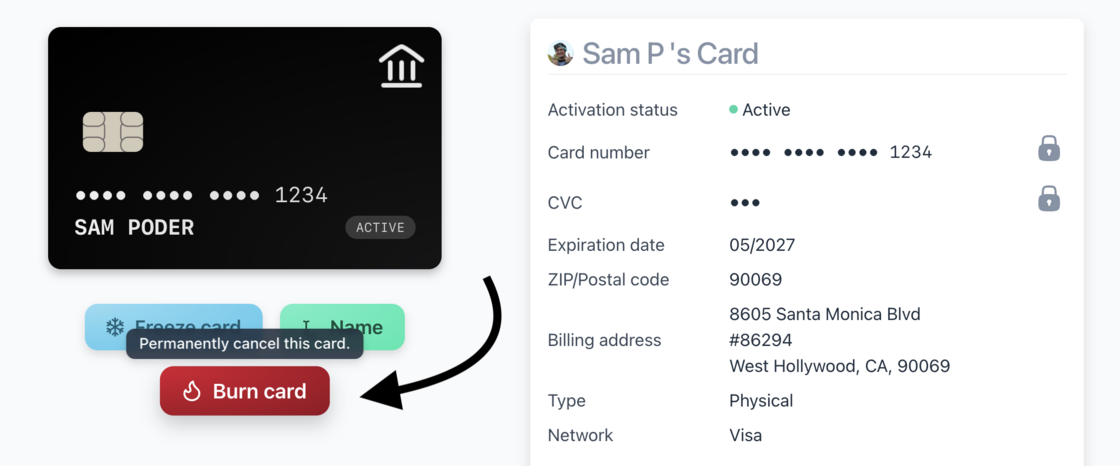 •••• •••• •••• 1234
SAM PODER
ACTIVE
Freeze card
Name
Permanently cancel this card.
Burn card
Sam P 's Card
Activation status Active
Card number •••• •••• •••• 1234
CVC •••
Expiration date 05/2027
ZIP/Postal code 90069
8605 Santa Monica Blvd
Billing address #86294
West Hollywood, CA, 90069
Type Physical
Network Visa